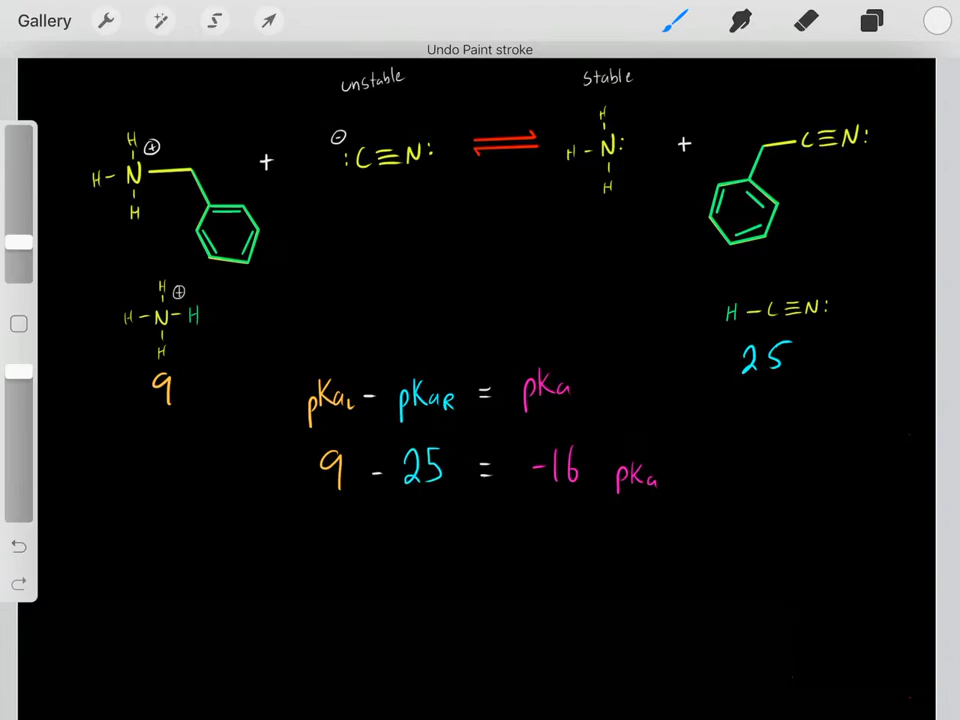 Gallery
Undo Paint stroke
unstable
stable
H ⊕
H - N
H
+
⊖
:C≡N:
H
H - N:
H
+
C≡N:
H ⊕
H - N - H
H
9
H - C≡N:
25
pKaL - pKaR = pKa
9 - 25 = -16 pKa